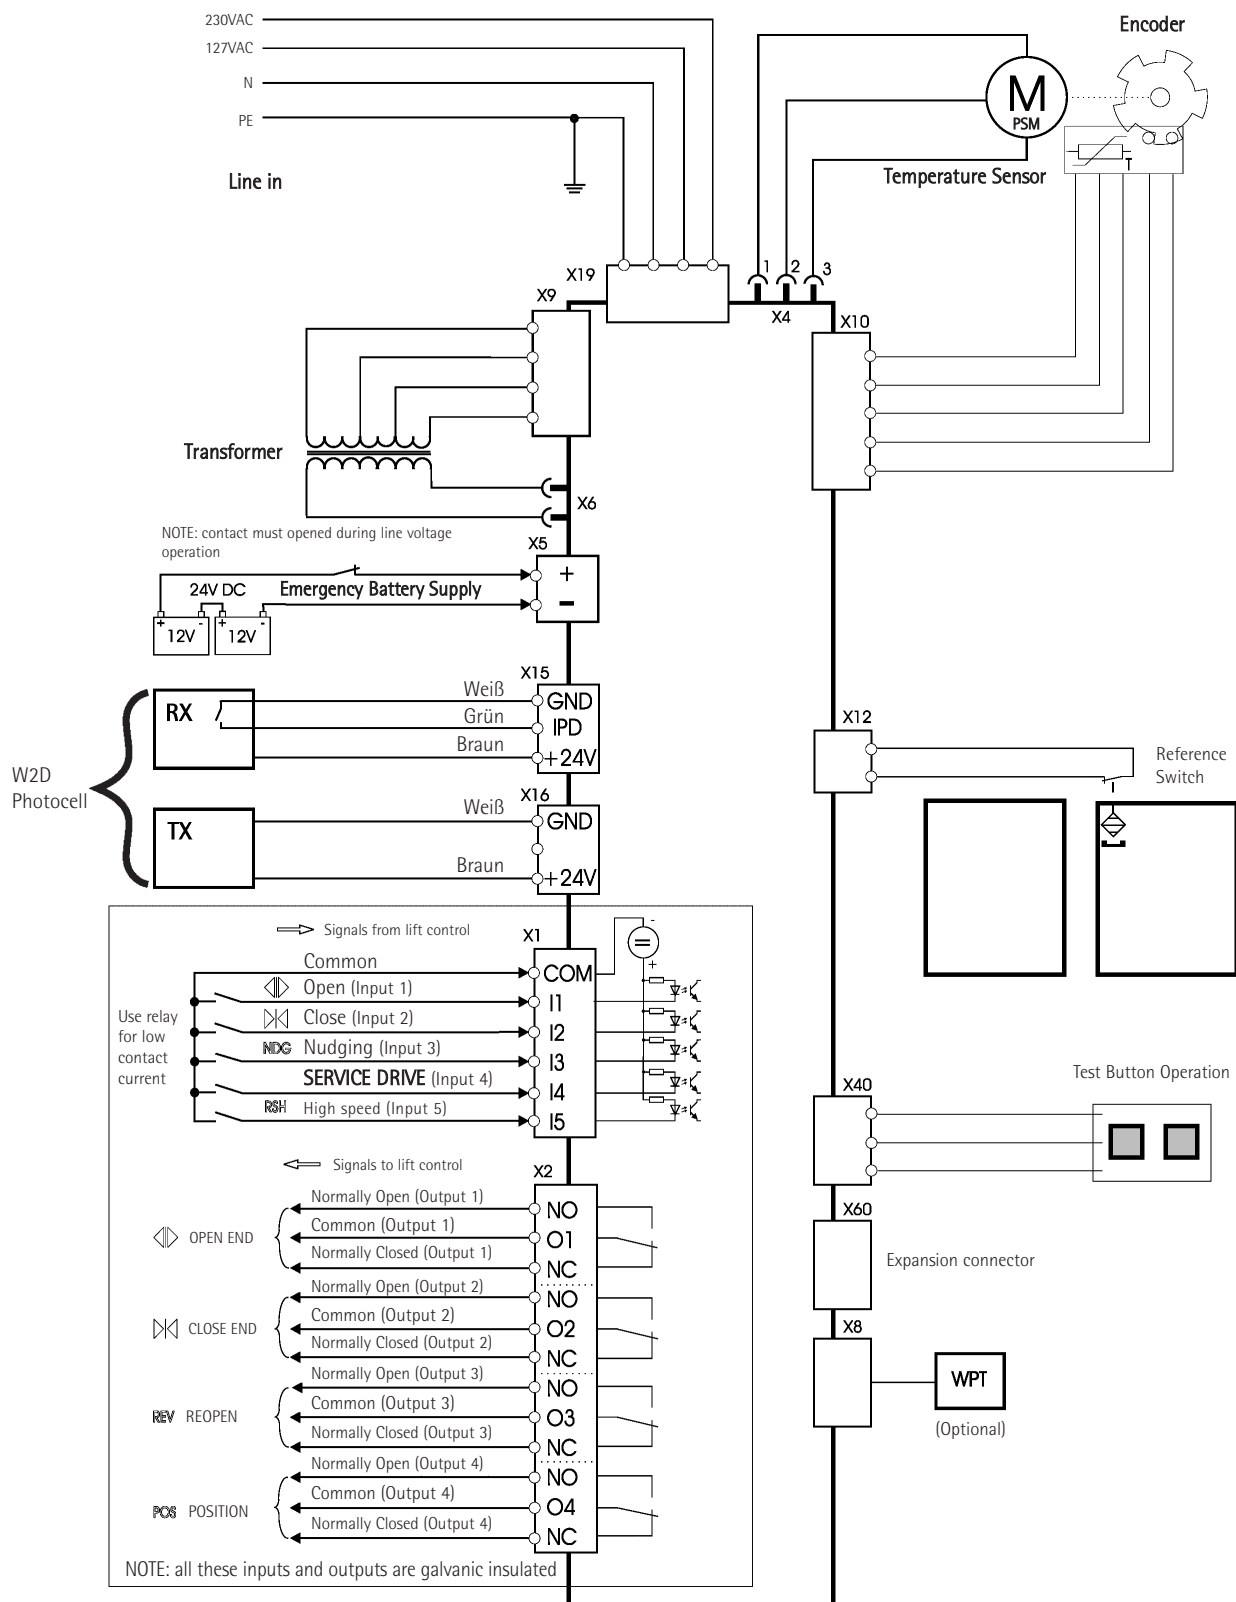 230VAC
127VAC
N
PE
Line in
Encoder
M
PSM
T
Temperature Sensor
X19
1 2 3
X4
X9
X10
Transformer
X6
NOTE: contact must opened during line voltage
operation
X5
+
-
24V DC
Emergency Battery Supply
+ - + -
12V 12V
X15
RX
Weiß
GND
Grün
IPD
Braun
+24V
W2D
Photocell
X16
TX
Weiß
GND
Braun
+24V
X12
Reference
Switch
Signals from lift control
X1
-
=
+
Common
COM
Open (Input 1)
I1
Use relay
for low
contact
current
Close (Input 2)
I2
NDG Nudging (Input 3)
I3
SERVICE DRIVE (Input 4)
I4
RSH High speed (Input 5)
I5
X40
Test Button Operation
Signals to lift control
X2
Normally Open (Output 1)
NO
OPEN END
Common (Output 1)
O1
Normally Closed (Output 1)
NC
Normally Open (Output 2)
NO
CLOSE END
Common (Output 2)
O2
Normally Closed (Output 2)
NC
Normally Open (Output 3)
NO
REV REOPEN
Common (Output 3)
O3
Normally Closed (Output 3)
NC
Normally Open (Output 4)
NO
POS POSITION
Common (Output 4)
O4
Normally Closed (Output 4)
NC
NOTE: all these inputs and outputs are galvanic insulated
X60
Expansion connector
X8
WPT
(Optional)